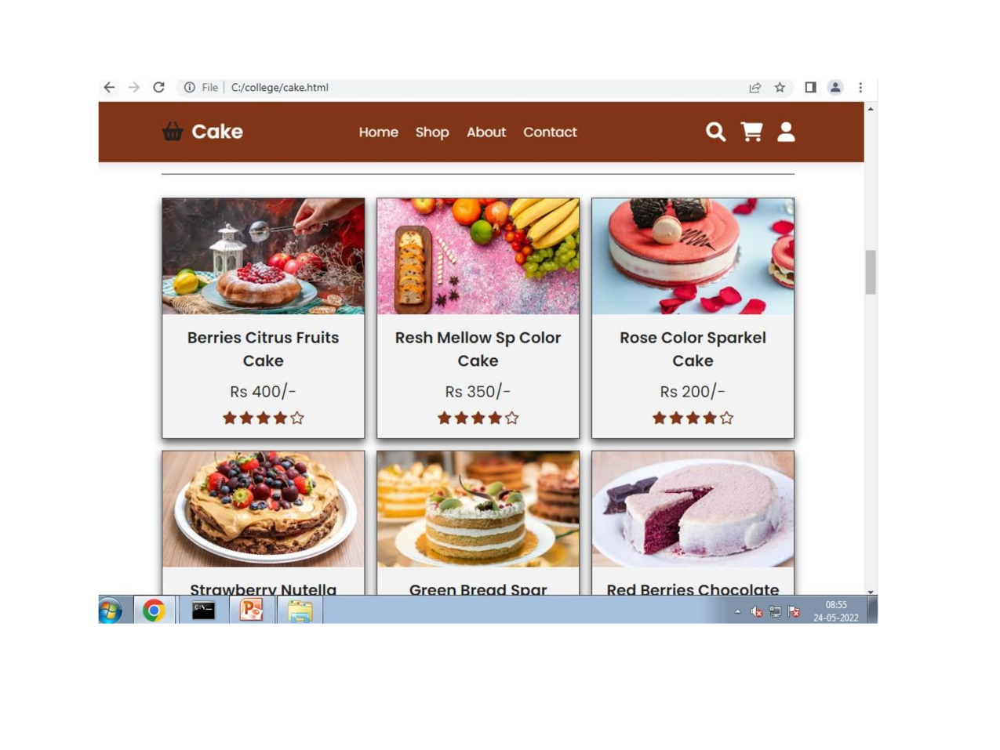 File C:/college/cake.html
Cake Home Shop About Contact
Berries Citrus Fruits
Cake
Rs 400/-
Resh Mellow Sp Color
Cake
Rs 350/-
Rose Color Sparkel
Cake
Rs 200/-
Strawberry Nutella
Green Bread Spar
Red Berries Chocolate
C:\_
P
08:55
24-05-2022